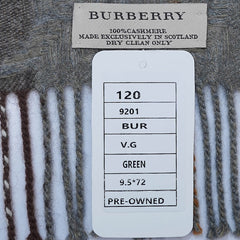 BURBERRY
100%CASHMERE
MADE EXCLUSIVELY IN SCOTLAND
DRY CLEAN ONLY
120
9201
BUR
V.G
GREEN
9.5*72
PRE-OWNED